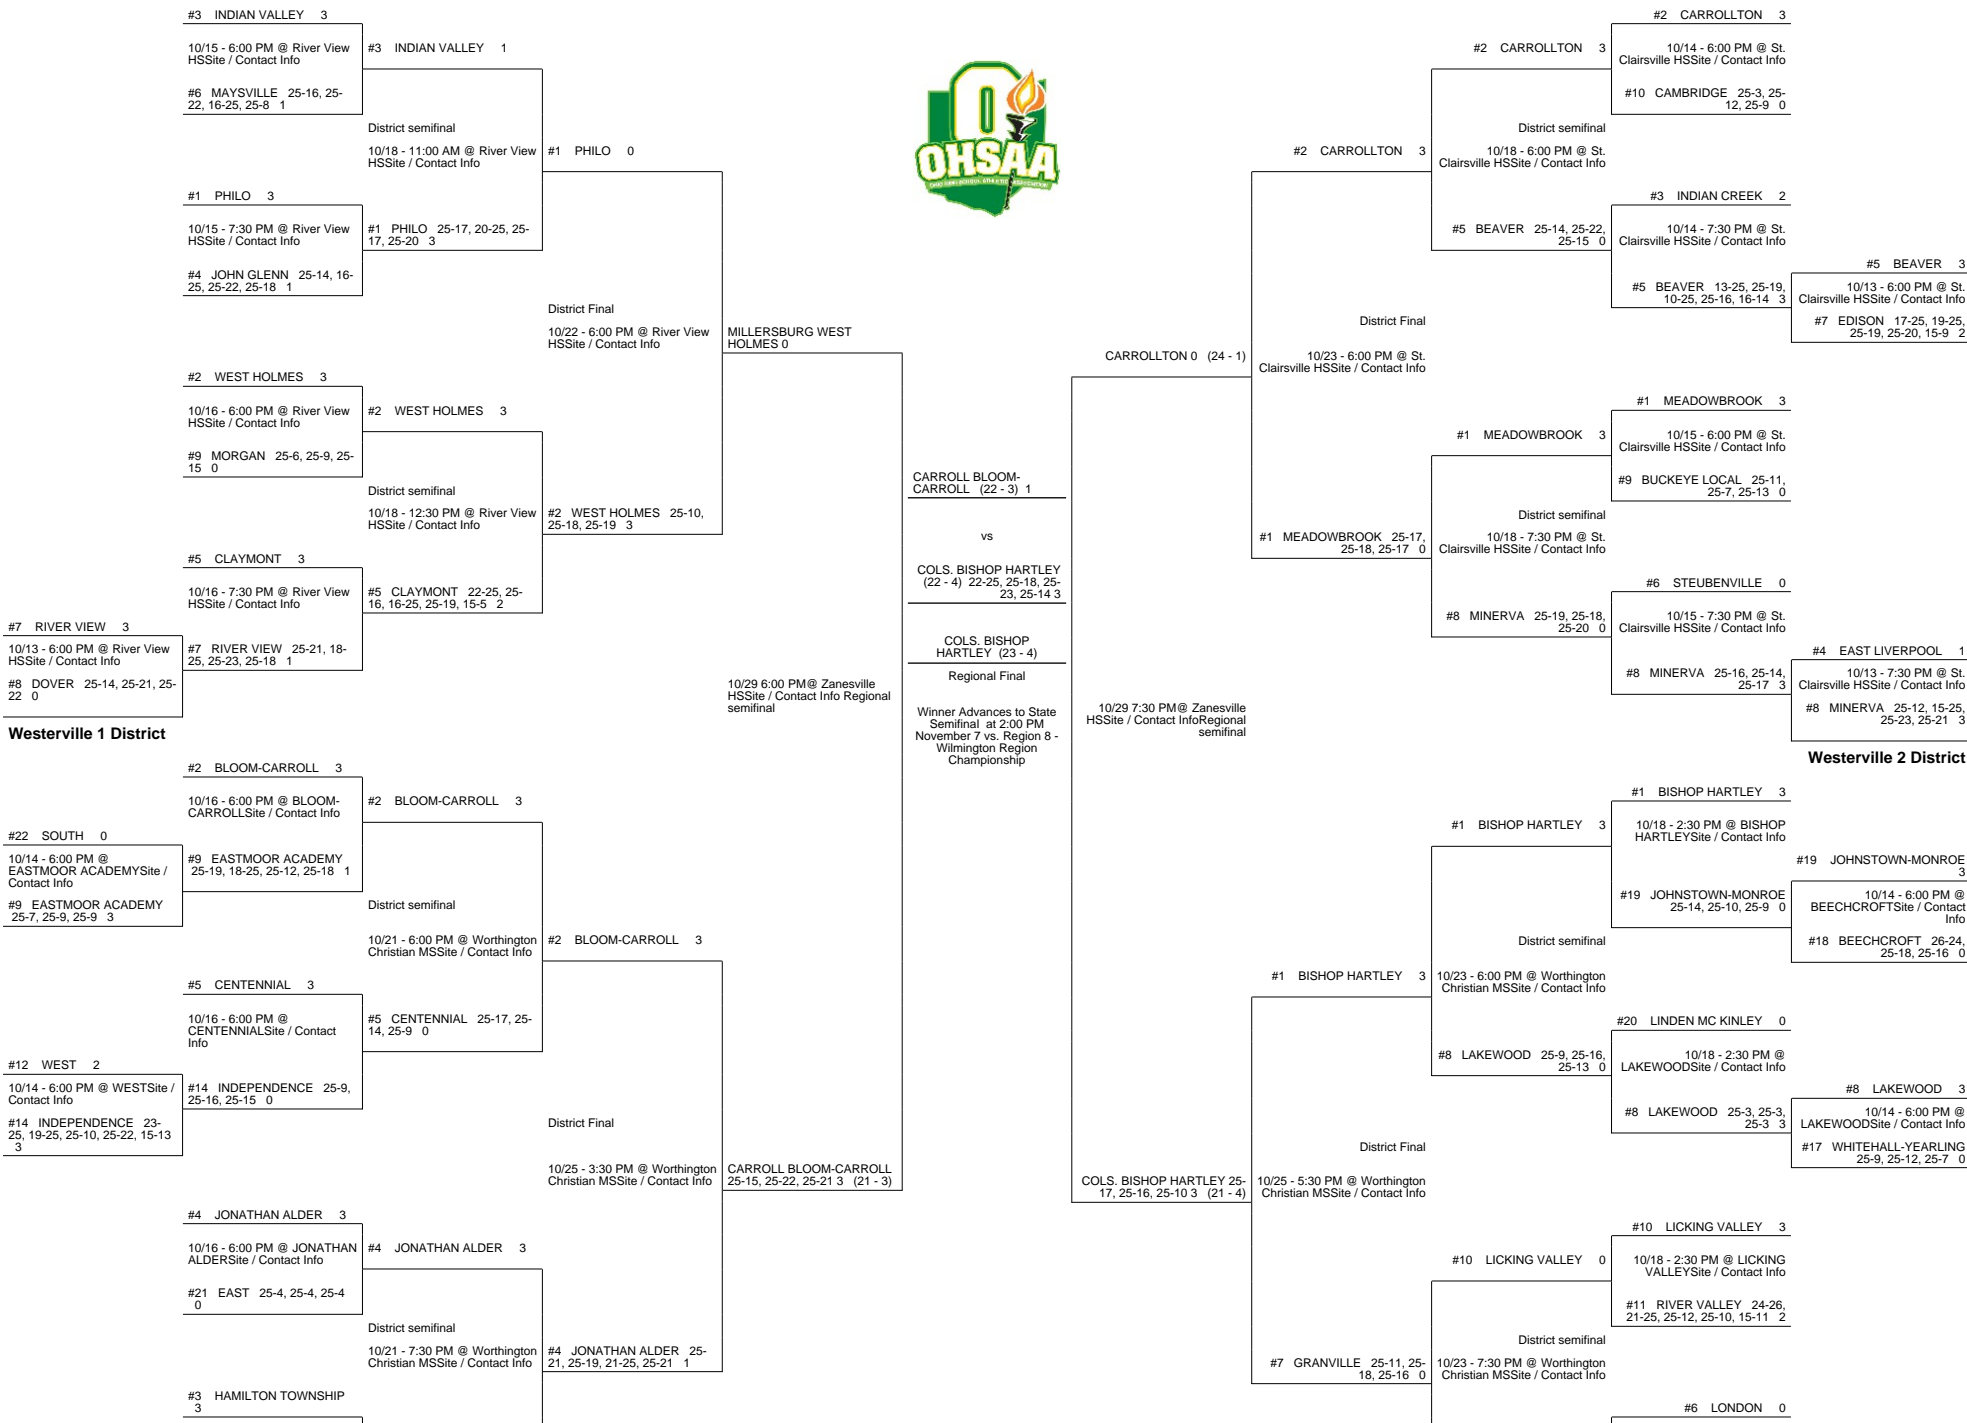 #3 INDIAN VALLEY 3
10/15 - 6:00 PM @ River View
HSSite / Contact Info
#6 MAYSVILLE 25-16, 25-
22, 16-25, 25-8 1
#3 INDIAN VALLEY 1
District semifinal
10/18 - 11:00 AM @ River View
HSSite / Contact Info
#1 PHILO 3
10/15 - 7:30 PM @ River View
HSSite / Contact Info
#4 JOHN GLENN 25-14, 16-
25, 25-22, 25-18 1
#1 PHILO 25-17, 20-25, 25-
17, 25-20 3
#1 PHILO 0
District Final
10/22 - 6:00 PM @ River View
HSSite / Contact Info
#2 WEST HOLMES 3
10/16 - 6:00 PM @ River View
HSSite / Contact Info
#9 MORGAN 25-6, 25-9, 25-
15 0
#2 WEST HOLMES 3
District semifinal
10/18 - 12:30 PM @ River View
HSSite / Contact Info
#2 WEST HOLMES 25-10,
25-18, 25-19 3
#5 CLAYMONT 3
10/16 - 7:30 PM @ River View
HSSite / Contact Info
#5 CLAYMONT 22-25, 25-
16, 16-25, 25-19, 15-5 2
#7 RIVER VIEW 3
10/13 - 6:00 PM @ River View
HSSite / Contact Info
#8 DOVER 25-14, 25-21, 25-
22 0
#7 RIVER VIEW 25-21, 18-
25, 25-23, 25-18 1
MILLERSBURG WEST
HOLMES 0
10/29 6:00 PM@ Zanesville
HSSite / Contact Info Regional
semifinal
Westerville 1 District
#2 BLOOM-CARROLL 3
10/16 - 6:00 PM @ BLOOM-
CARROLLSite / Contact Info
#2 BLOOM-CARROLL 3
#22 SOUTH 0
10/14 - 6:00 PM @
EASTMOOR ACADEMYSite /
Contact Info
#9 EASTMOOR ACADEMY
25-7, 25-9, 25-9 3
#9 EASTMOOR ACADEMY
25-19, 18-25, 25-12, 25-18 1
District semifinal
10/21 - 6:00 PM @ Worthington
Christian MSSite / Contact Info
#2 BLOOM-CARROLL 3
#5 CENTENNIAL 3
10/16 - 6:00 PM @
CENTENNIALSite / Contact
Info
#5 CENTENNIAL 25-17, 25-
14, 25-9 0
#12 WEST 2
10/14 - 6:00 PM @ WESTSite /
Contact Info
#14 INDEPENDENCE 23-
25, 19-25, 25-10, 25-22, 15-13
3
#14 INDEPENDENCE 25-9,
25-16, 25-15 0
District Final
10/25 - 3:30 PM @ Worthington
Christian MSSite / Contact Info
CARROLL BLOOM-CARROLL
25-15, 25-22, 25-21 3 (21 - 3)
#4 JONATHAN ALDER 3
10/16 - 6:00 PM @ JONATHAN
ALDERSite / Contact Info
#4 JONATHAN ALDER 3
#21 EAST 25-4, 25-4, 25-4
0
District semifinal
10/21 - 7:30 PM @ Worthington
Christian MSSite / Contact Info
#4 JONATHAN ALDER 25-
21, 25-19, 21-25, 25-21 1
#3 HAMILTON TOWNSHIP
3
OHSAA
OHIO HIGH SCHOOL ATHLETIC ASSOCIATION
CARROLL BLOOM-
CARROLL (22 - 3) 1
vs
COLS. BISHOP HARTLEY
(22 - 4) 22-25, 25-18, 25-
23, 25-14 3
COLS. BISHOP
HARTLEY (23 - 4)
Regional Final
Winner Advances to State
Semifinal at 2:00 PM
November 7 vs. Region 8 -
Wilmington Region
Championship
#2 CARROLLTON 3
#2 CARROLLTON 3
10/14 - 6:00 PM @ St.
Clairsville HSSite / Contact Info
#10 CAMBRIDGE 25-3, 25-
12, 25-9 0
District semifinal
#2 CARROLLTON 3
10/18 - 6:00 PM @ St.
Clairsville HSSite / Contact Info
#3 INDIAN CREEK 2
#5 BEAVER 25-14, 25-22,
25-15 0
10/14 - 7:30 PM @ St.
Clairsville HSSite / Contact Info
#5 BEAVER 3
#5 BEAVER 13-25, 25-19,
10-25, 25-16, 16-14 3
10/13 - 6:00 PM @ St.
Clairsville HSSite / Contact Info
#7 EDISON 17-25, 19-25,
25-19, 25-20, 15-9 2
District Final
CARROLLTON 0 (24 - 1)
10/23 - 6:00 PM @ St.
Clairsville HSSite / Contact Info
#1 MEADOWBROOK 3
#1 MEADOWBROOK 3
10/15 - 6:00 PM @ St.
Clairsville HSSite / Contact Info
#9 BUCKEYE LOCAL 25-11,
25-7, 25-13 0
District semifinal
#1 MEADOWBROOK 25-17,
25-18, 25-17 0
10/18 - 7:30 PM @ St.
Clairsville HSSite / Contact Info
#6 STEUBENVILLE 0
#8 MINERVA 25-19, 25-18,
25-20 0
10/15 - 7:30 PM @ St.
Clairsville HSSite / Contact Info
#4 EAST LIVERPOOL 1
#8 MINERVA 25-16, 25-14,
25-17 3
10/13 - 7:30 PM @ St.
Clairsville HSSite / Contact Info
#8 MINERVA 25-12, 15-25,
25-23, 25-21 3
10/29 7:30 PM@ Zanesville
HSSite / Contact InfoRegional
semifinal
Westerville 2 District
#1 BISHOP HARTLEY 3
#1 BISHOP HARTLEY 3
10/18 - 2:30 PM @ BISHOP
HARTLEYSite / Contact Info
#19 JOHNSTOWN-MONROE
3
#19 JOHNSTOWN-MONROE
25-14, 25-10, 25-9 0
10/14 - 6:00 PM @
BEECHCROFTSite / Contact
Info
#18 BEECHCROFT 26-24,
25-18, 25-16 0
District semifinal
#1 BISHOP HARTLEY 3
10/23 - 6:00 PM @ Worthington
Christian MSSite / Contact Info
#20 LINDEN MC KINLEY 0
#8 LAKEWOOD 25-9, 25-16,
25-13 0
10/18 - 2:30 PM @
LAKEWOODSite / Contact Info
#8 LAKEWOOD 3
#8 LAKEWOOD 25-3, 25-3,
25-3 3
10/14 - 6:00 PM @
LAKEWOODSite / Contact Info
#17 WHITEHALL-YEARLING
25-9, 25-12, 25-7 0
District Final
COLS. BISHOP HARTLEY 25-
17, 25-16, 25-10 3 (21 - 4)
10/25 - 5:30 PM @ Worthington
Christian MSSite / Contact Info
#10 LICKING VALLEY 3
#10 LICKING VALLEY 0
10/18 - 2:30 PM @ LICKING
VALLEYSite / Contact Info
#11 RIVER VALLEY 24-26,
21-25, 25-12, 25-10, 15-11 2
District semifinal
#7 GRANVILLE 25-11, 25-
18, 25-16 0
10/23 - 7:30 PM @ Worthington
Christian MSSite / Contact Info
#6 LONDON 0